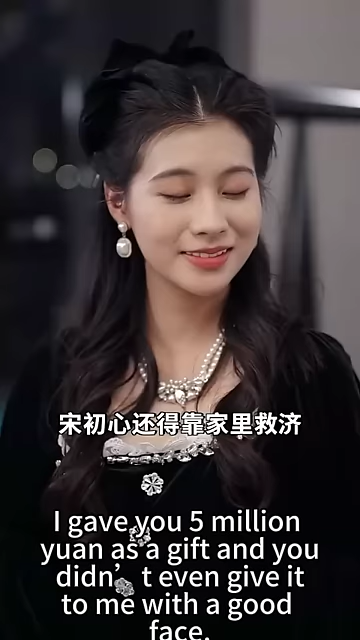 宋初心还得靠家里救济
I gave you 5 million
yuan as a gift and you
didn’t even give it
to me with a good
face.